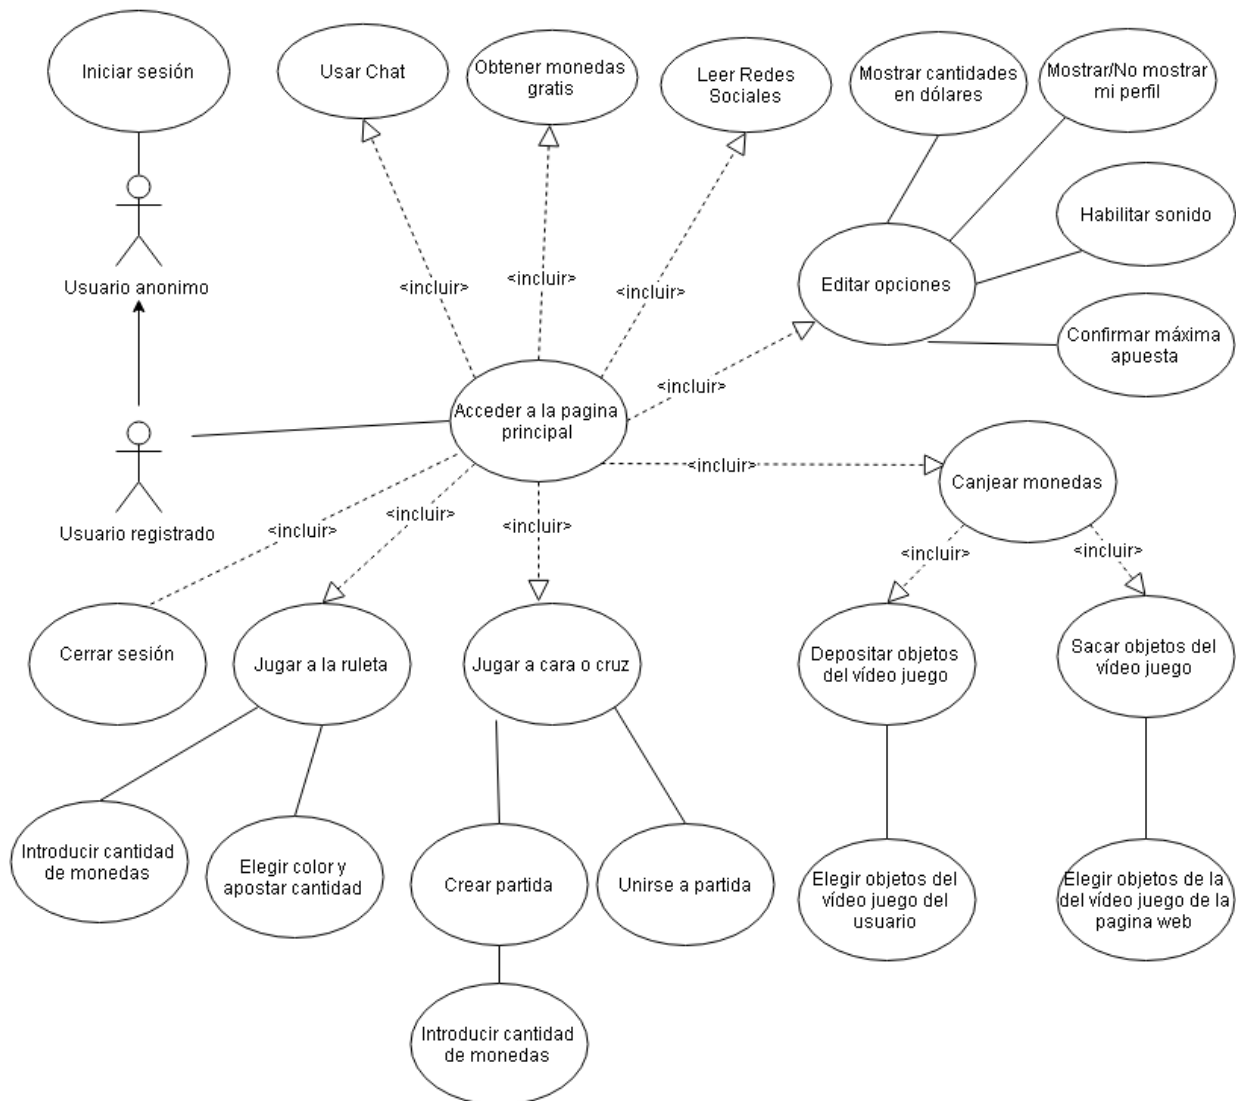 Iniciar sesión
Usar Chat
Obtener monedas
gratis
Leer Redes
Sociales
Mostrar cantidades
en dólares
Mostrar/No mostrar
mi perfil
Habilitar sonido
Usuario anonimo
<incluir>
<incluir>
<incluir>
Editar opciones
Confirmar máxima
apuesta
<incluir>
Acceder a la pagina
principal
<incluir>
Canjear monedas
Usuario registrado
<incluir>
<incluir>
<incluir>
<incluir>
<incluir>
Cerrar sesión
Jugar a la ruleta
Jugar a cara o cruz
Depositar objetos
del vídeo juego
Sacar objetos del
vídeo juego
Introducir cantidad
de monedas
Elegir color y
apostar cantidad
Crear partida
Unirse a partida
Elegir objetos del
vídeo juego del
usuario
Elegir objetos de la
del vídeo juego de la
pagina web
Introducir cantidad
de monedas